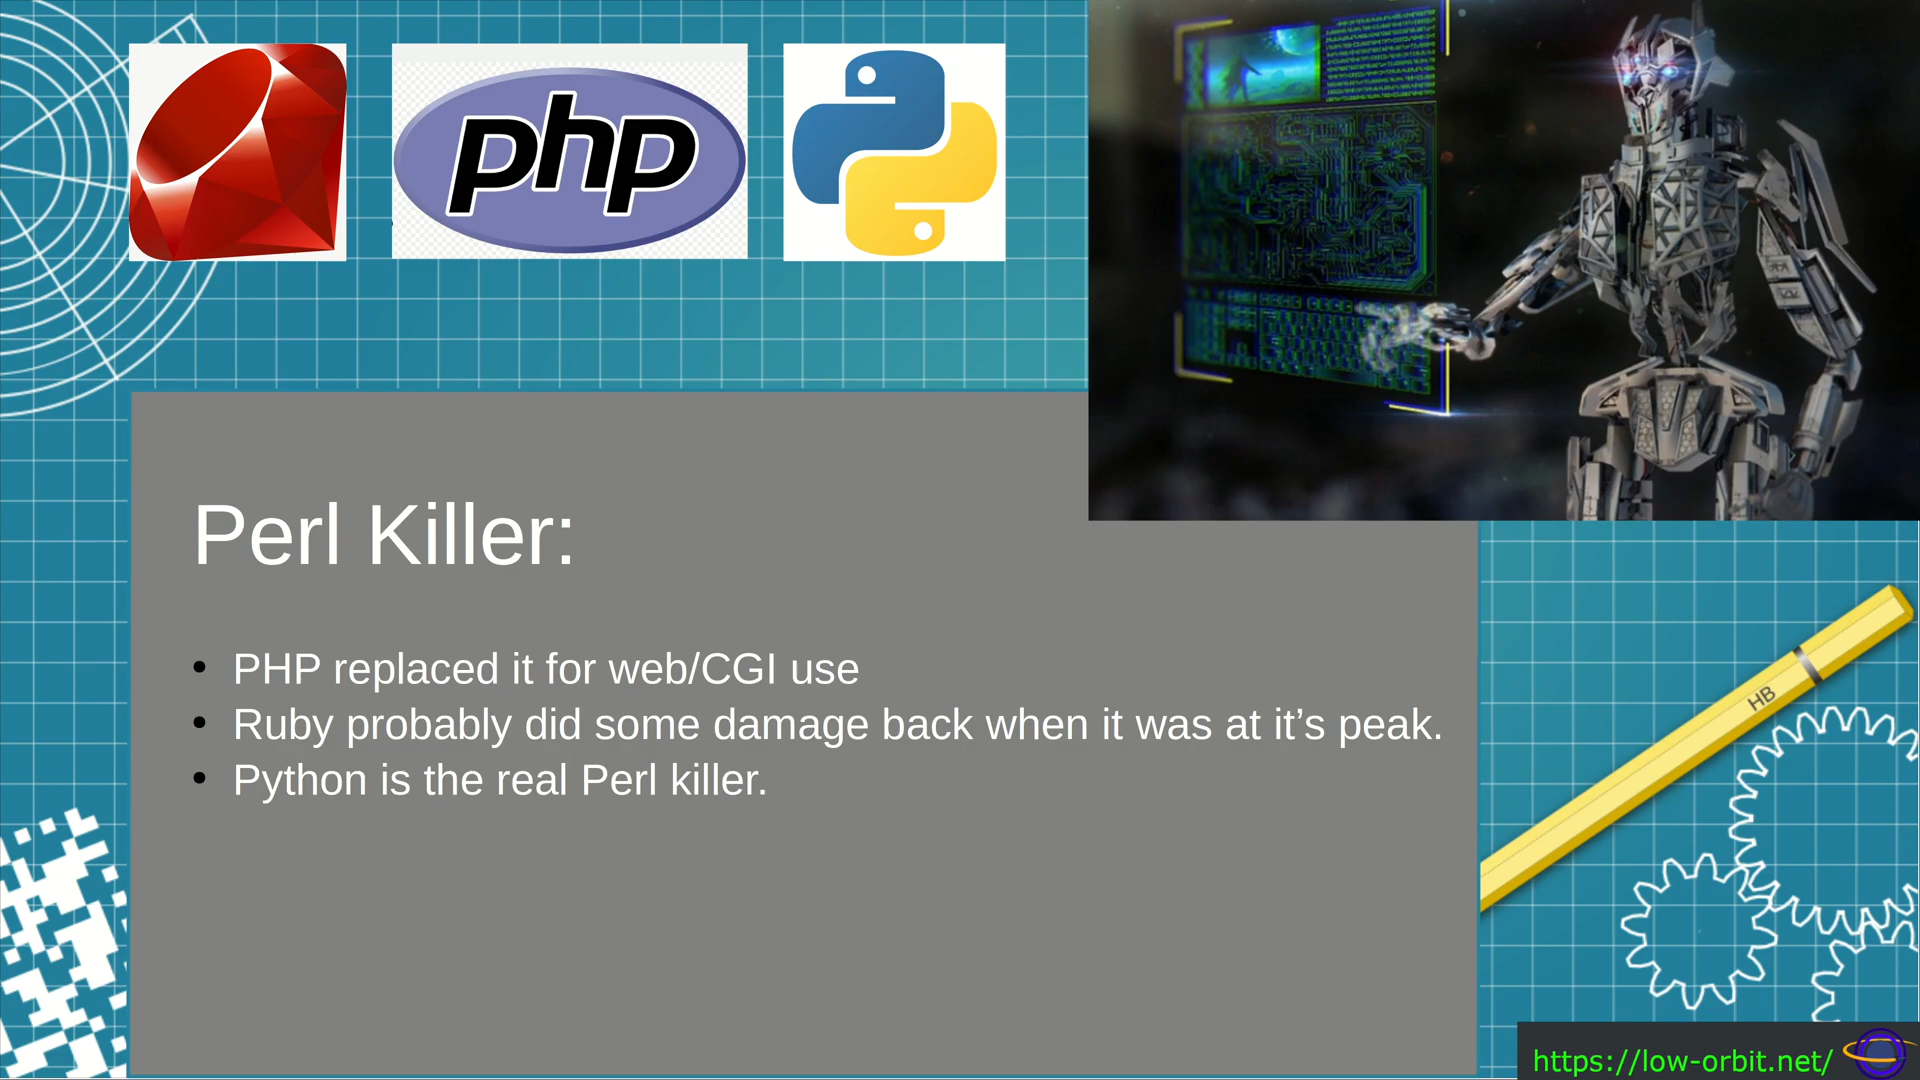 php
Perl Killer:
PHP replaced it for web/CGI use
Ruby probably did some damage back when it was at it’s peak.
Python is the real Perl killer.
HB
https://low-orbit.net/